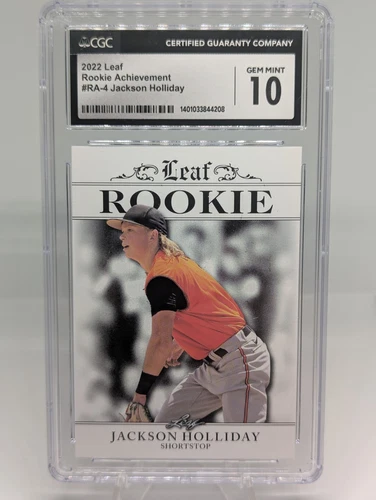 CGC
CERTIFIED GUARANTY COMPANY
2022 Leaf
Rookie Achievement
#RA-4 Jackson Holliday
GEM MINT
10
1401033844208
Leaf
ROOKIE
Leaf
JACKSON HOLLIDAY
SHORTSTOP